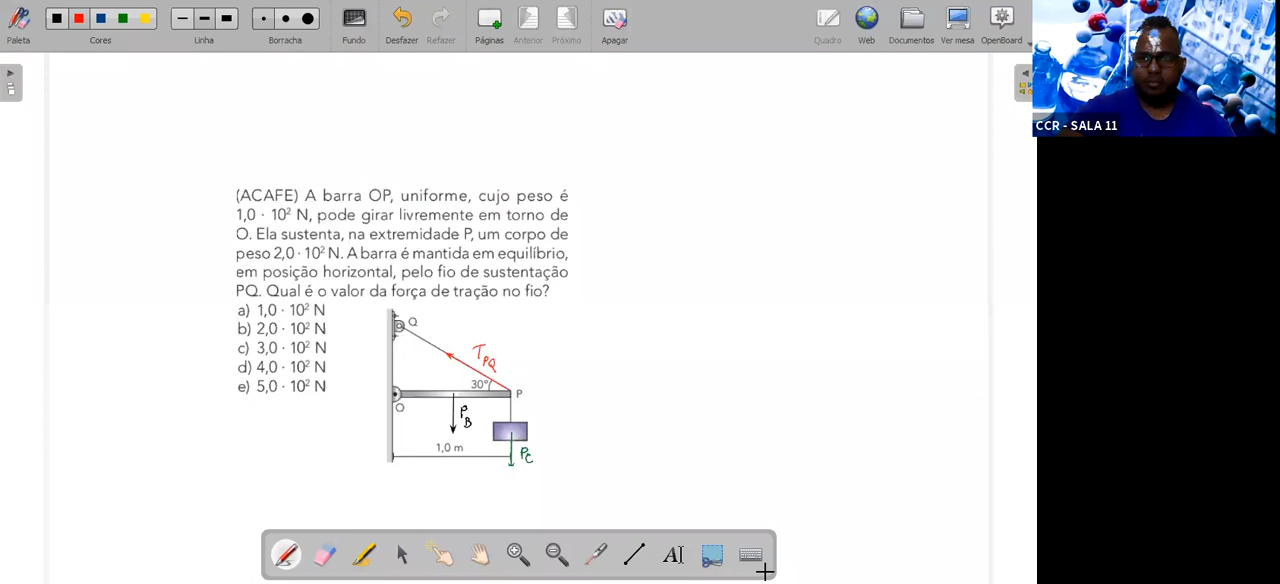 Paleta Cores Linha Borracha Fundo Desfazer Refazer Páginas Anterior Próximo Apagar Quadro Web Documentos Ver mesa OpenBoard
CCR - SALA 11
(ACAFE) A barra OP, uniforme, cujo peso é
1,0 · 10² N, pode girar livremente em torno de
O. Ela sustenta, na extremidade P, um corpo de
peso 2,0 · 10² N. A barra é mantida em equilíbrio,
em posição horizontal, pelo fio de sustentação
PQ. Qual é o valor da força de tração no fio?
a) 1,0 · 10² N
b) 2,0 · 10² N
c) 3,0 · 10² N
d) 4,0 · 10² N
e) 5,0 · 10² N
Q
T_PQ
30°
P
O
P_B
1,0 m
P_C